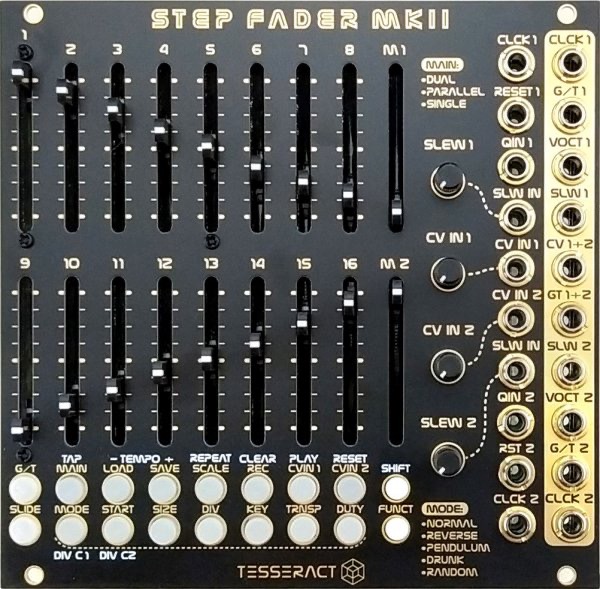 STEP FADER MKII
1 2 3 4 5 6 7 8 M1
MAIN:
•DUAL
•PARALLEL
•SINGLE
CLCK 1 CLCK 1
RESET 1 G/T 1
SLEW 1 QIN 1 VOCT 1
SLW IN SLW 1
CV IN 1 CV IN 1 CV 1+2
9 10 11 12 13 14 15 16 M 2
CV IN 2 GT 1+2
CV IN 2 SLW IN SLW 2
QIN 2 VOCT 2
SLEW 2
RST 2 G/T 2
CLCK 2 CLCK 2
TAP - TEMPO + REPEAT CLEAR PLAY RESET
G/T MAIN LOAD SAVE SCALE REC CVIN 1 CVIN 2 SHIFT
SLIDE MODE START SIZE DIV KEY TRNSP DUTY FUNCT
DIV C1 DIV C2
MODE:
•NORMAL
•REVERSE
•PENDULUM
•DRUNK
•RANDOM
TESSERACT